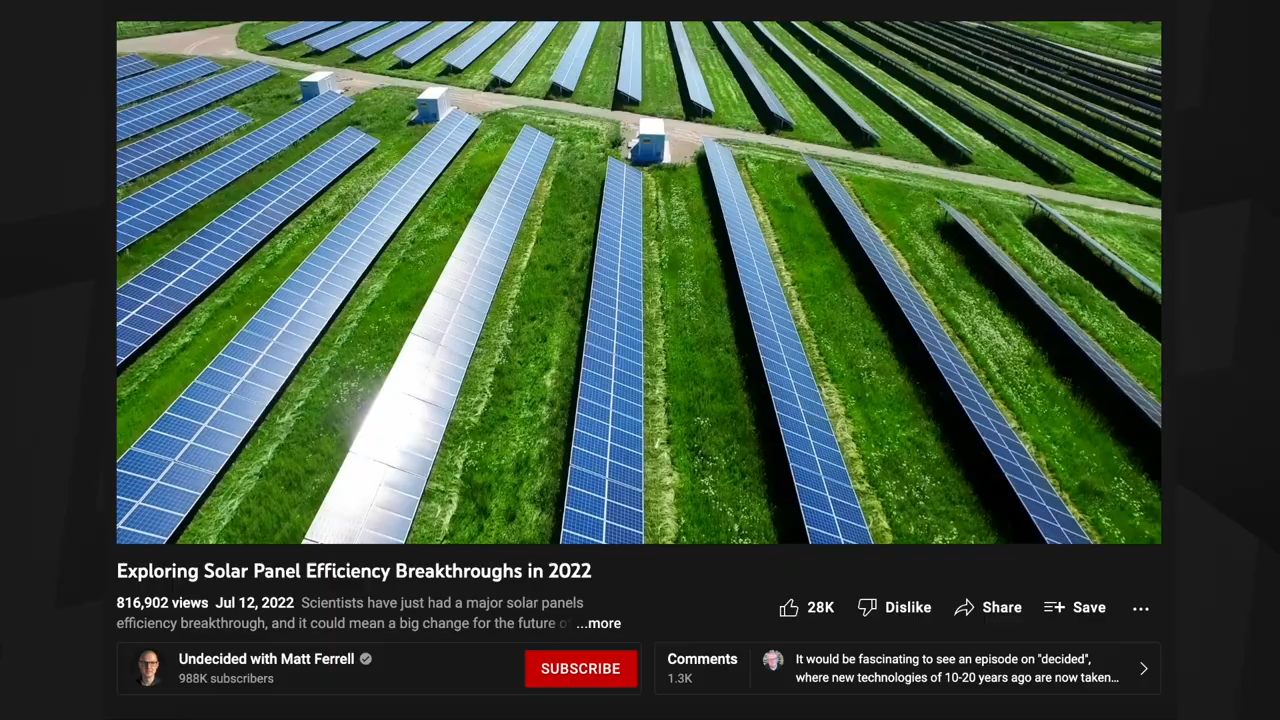 Exploring Solar Panel Efficiency Breakthroughs in 2022
816,902 views Jul 12, 2022 Scientists have just had a major solar panels
efficiency breakthrough, and it could mean a big change for the future o ...more
28K Dislike Share Save
Undecided with Matt Ferrell
988K subscribers
SUBSCRIBE
Comments
1.3K
It would be fascinating to see an episode on "decided",
where new technologies of 10-20 years ago are now taken...